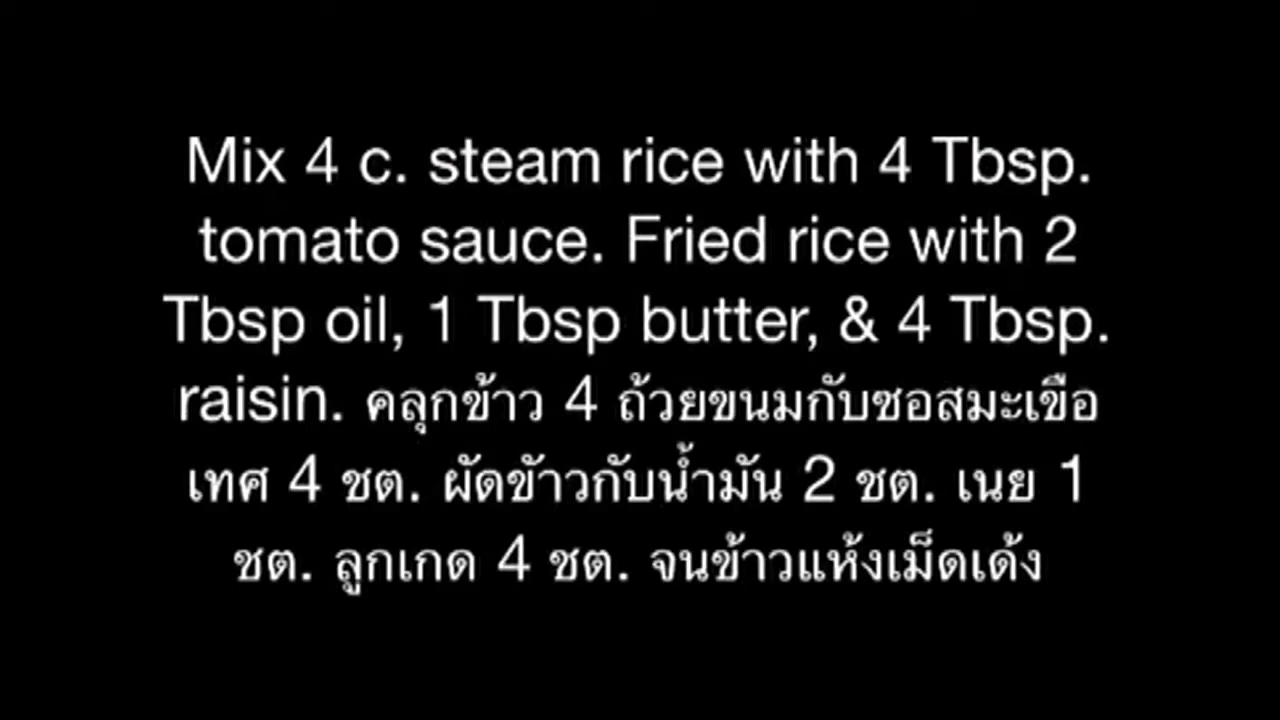 Mix 4 c. steam rice with 4 Tbsp.
tomato sauce. Fried rice with 2
Tbsp oil, 1 Tbsp butter, & 4 Tbsp.
raisin. คลุกข้าว 4 ถ้วยขนมกับซอสมะเขือ
เทศ 4 ชต. ผัดข้าวกับน้ำมัน 2 ชต. เนย 1
ชต. ลูกเกด 4 ชต. จนข้าวแห้งเม็ดเด้ง